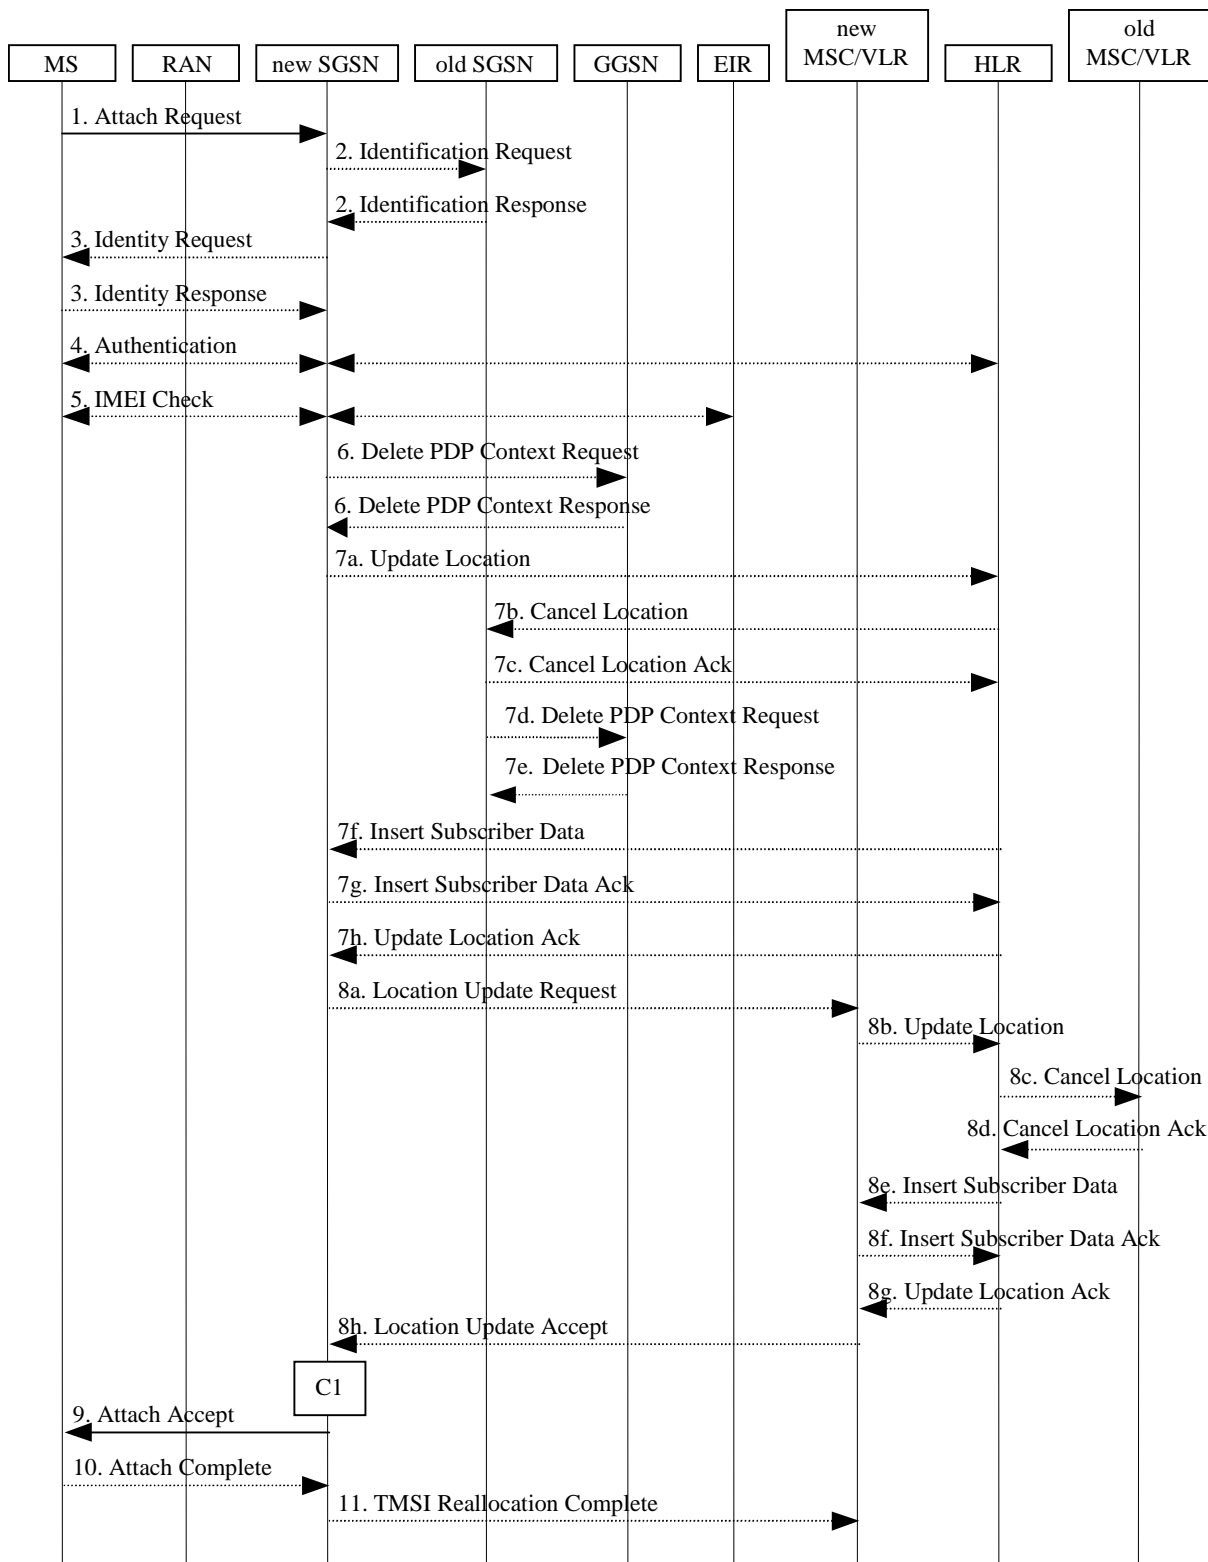 new
MSC/VLR
old
MSC/VLR
MS
RAN
new SGSN
old SGSN
GGSN
EIR
HLR
1. Attach Request
2. Identification Request
2. Identification Response
3. Identity Request
3. Identity Response
4. Authentication
5. IMEI Check
6. Delete PDP Context Request
6. Delete PDP Context Response
7a. Update Location
7b. Cancel Location
7c. Cancel Location Ack
7d. Delete PDP Context Request
7e. Delete PDP Context Response
7f. Insert Subscriber Data
7g. Insert Subscriber Data Ack
7h. Update Location Ack
8a. Location Update Request
8b. Update Location
8c. Cancel Location
8d. Cancel Location Ack
8e. Insert Subscriber Data
8f. Insert Subscriber Data Ack
8g. Update Location Ack
8h. Location Update Accept
C1
9. Attach Accept
10. Attach Complete
11. TMSI Reallocation Complete